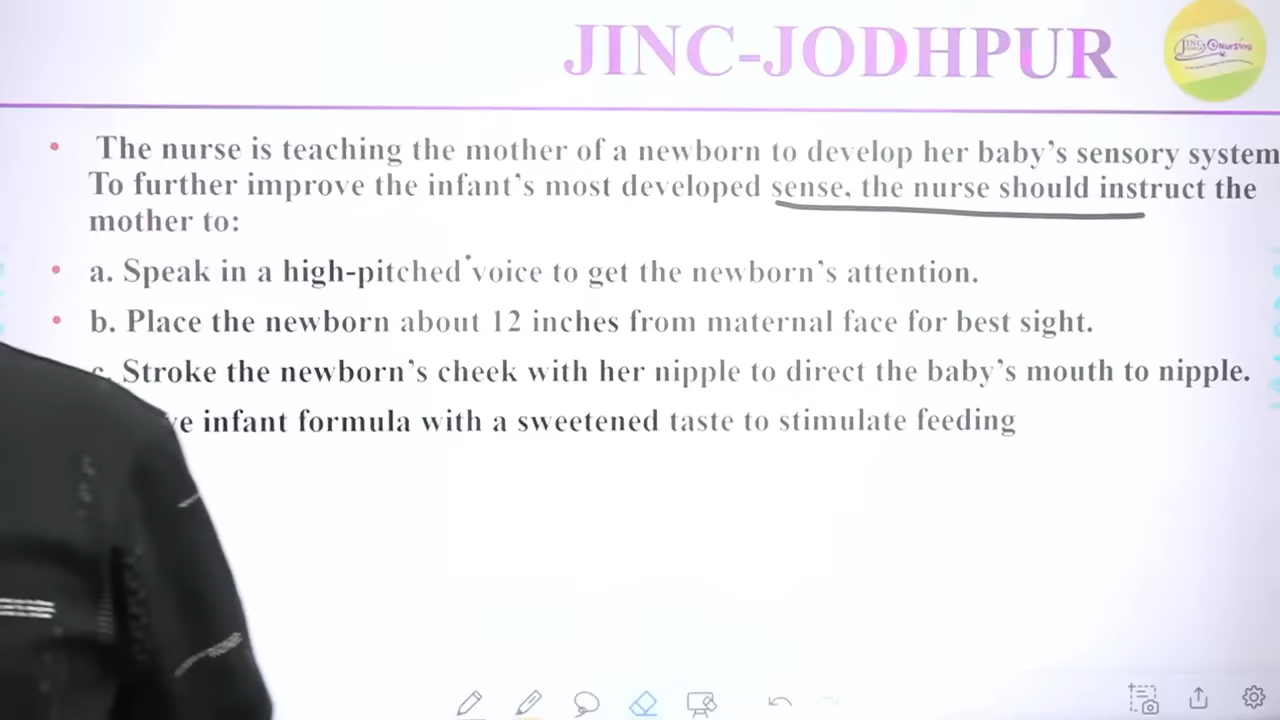 JINC-JODHPUR
JINC
Nursing
• The nurse is teaching the mother of a newborn to develop her baby’s sensory system
To further improve the infant’s most developed sense, the nurse should instruct the
mother to:
• a. Speak in a high-pitched voice to get the newborn’s attention.
• b. Place the newborn about 12 inches from maternal face for best sight.
c. Stroke the newborn’s cheek with her nipple to direct the baby’s mouth to nipple.
infant formula with a sweetened taste to stimulate feeding